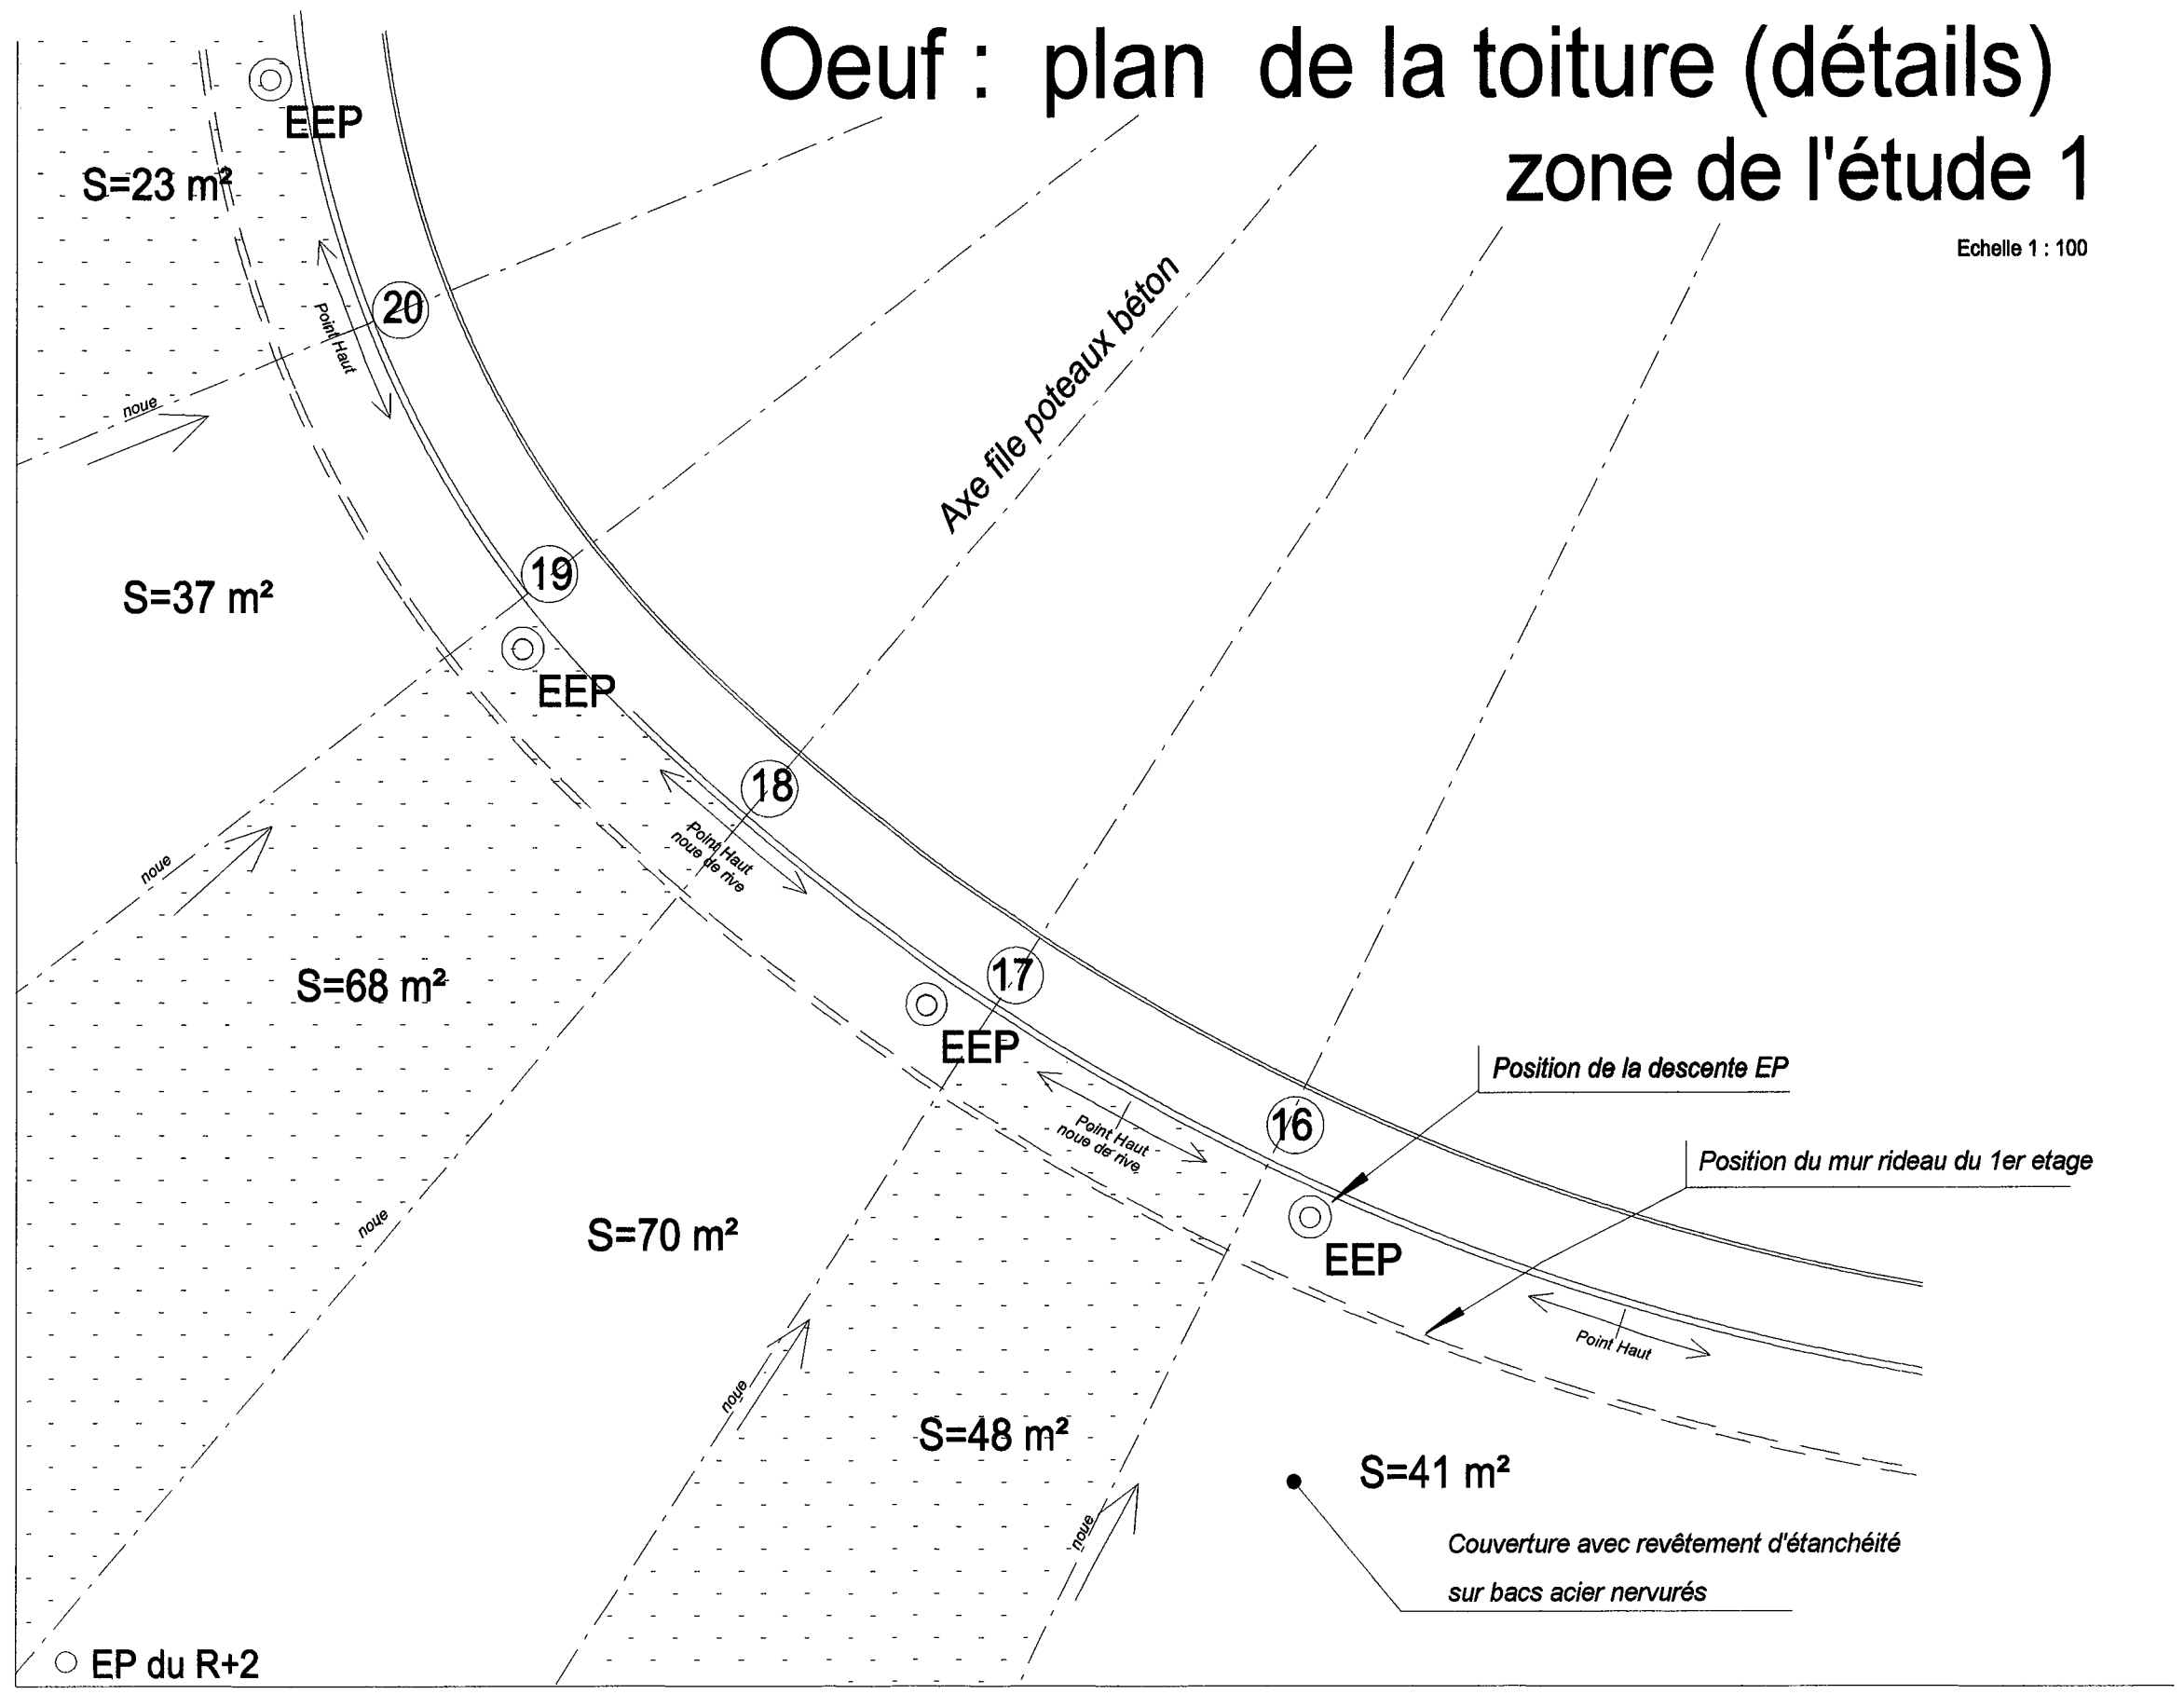 Oeuf : plan de la toiture (détails)
zone de l'étude 1
Echelle 1 : 100
EEP
S=23 m²
20
Point Haut
noue
Axe file poteaux béton
19
S=37 m²
EEP
18
Point Haut
noue de rive
noue
S=68 m²
17
EEP
Position de la descente EP
16
Point Haut
noue de rive
Position du mur rideau du 1er etage
noue
S=70 m²
EEP
Point Haut
noue
S=48 m²
S=41 m²
noue
Couverture avec revêtement d'étanchéité
sur bacs acier nervurés
EP du R+2